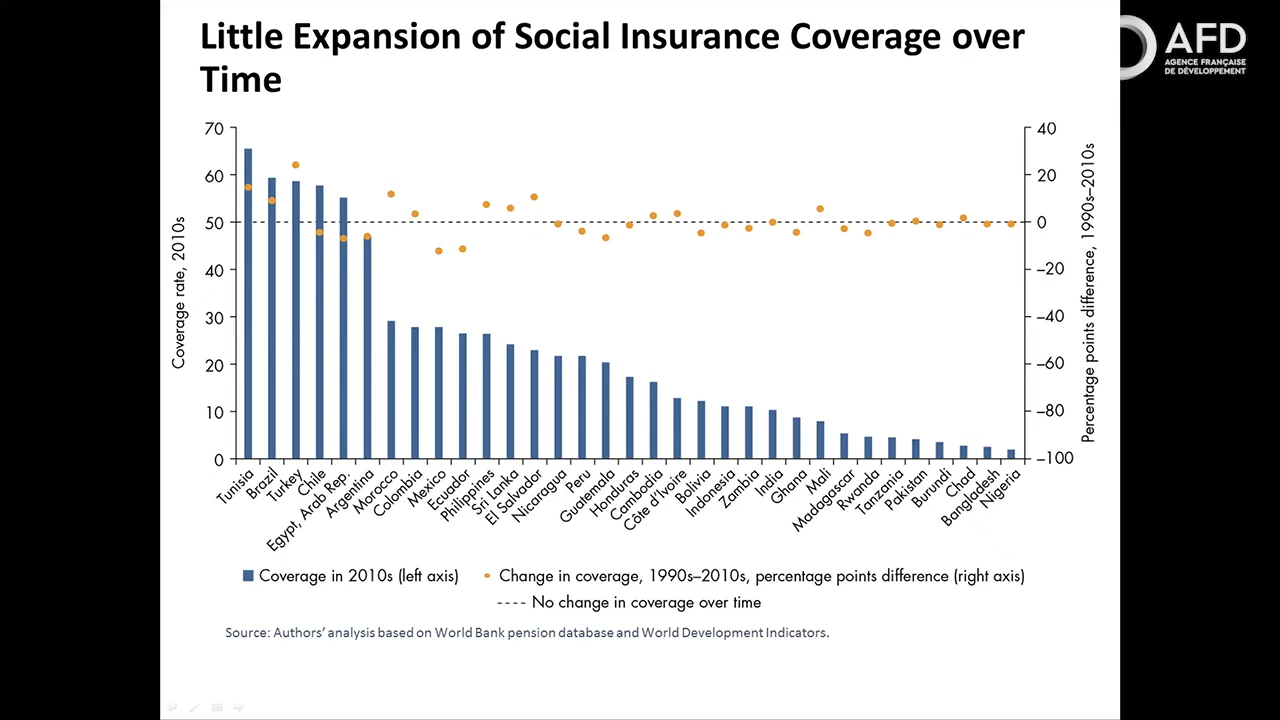 Little Expansion of Social Insurance Coverage over
Time
AFD
AGENCE FRANÇAISE
DE DÉVELOPPEMENT
70
60
50
40
30
20
10
0
Coverage rate, 2010s
40
20
0
–20
–40
–60
–80
–100
Percentage points difference, 1990s–2010s
Tunisia
Brazil
Turkey
Chile
Egypt, Arab Rep.
Argentina
Morocco
Colombia
Mexico
Ecuador
Philippines
Sri Lanka
El Salvador
Nicaragua
Peru
Guatemala
Honduras
Cambodia
Côte d'Ivoire
Bolivia
Indonesia
Zambia
India
Ghana
Mali
Madagascar
Rwanda
Tanzania
Pakistan
Burundi
Chad
Bangladesh
Nigeria
Coverage in 2010s (left axis)
Change in coverage, 1990s–2010s, percentage points difference (right axis)
No change in coverage over time
Source: Authors' analysis based on World Bank pension database and World Development Indicators.